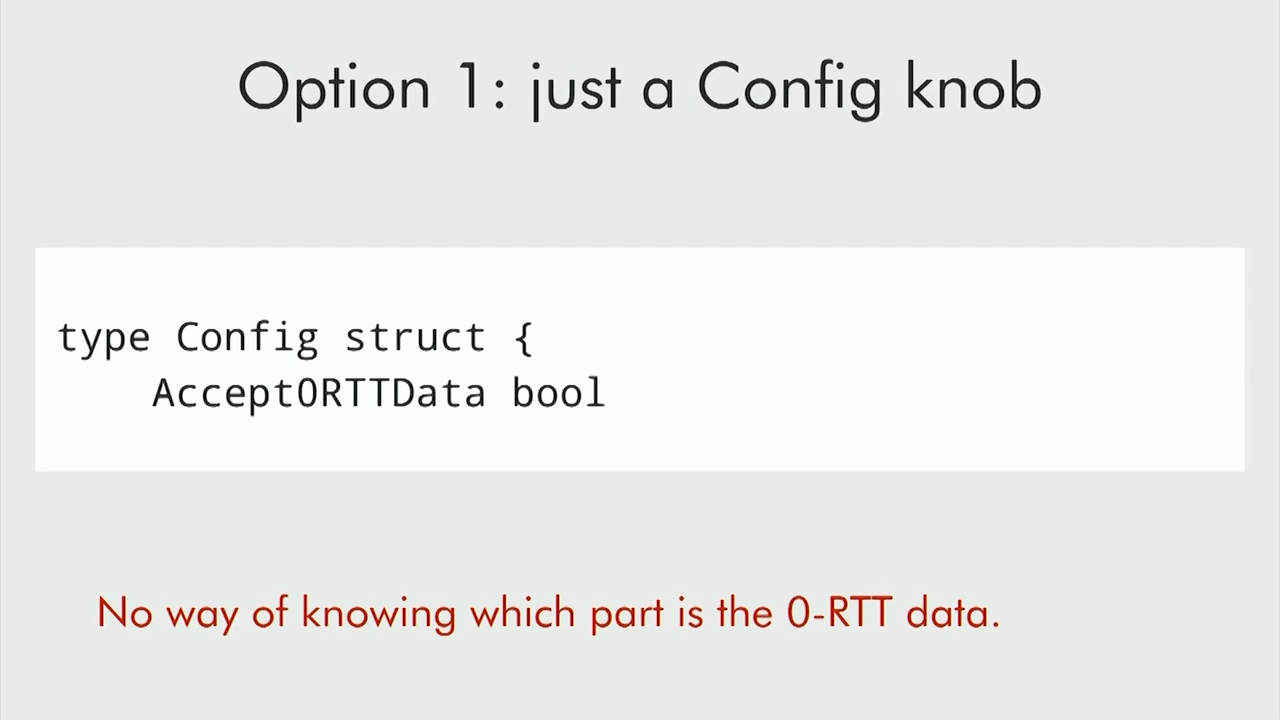 Option 1: just a Config knob
type Config struct {
Accept0RTTData bool
No way of knowing which part is the 0-RTT data.